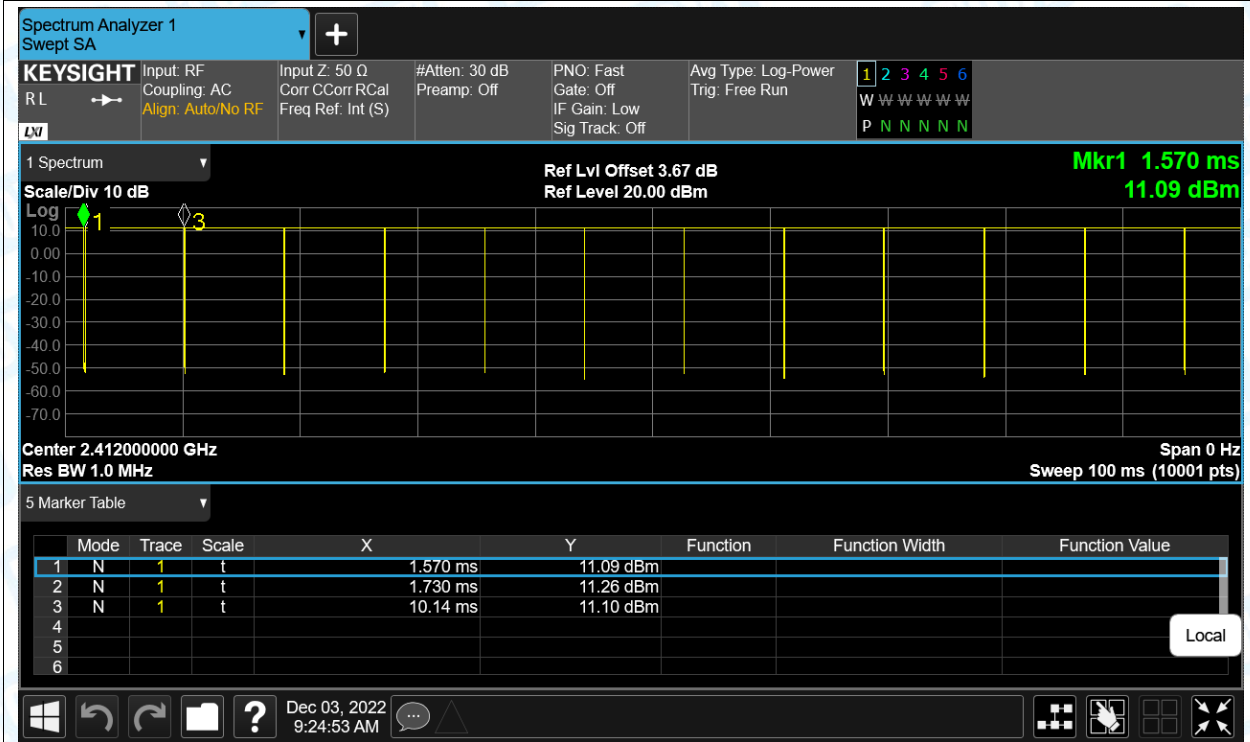 Spectrum Analyzer 1
Swept SA
+
KEYSIGHT
R L
LXI
Input: RF
Coupling: AC
Align: Auto/No RF
Input Z: 50 Ω
Corr CCorr RCal
Freq Ref: Int (S)
#Atten: 30 dB
Preamp: Off
PNO: Fast
Gate: Off
IF Gain: Low
Sig Track: Off
Avg Type: Log-Power
Trig: Free Run
1 2 3 4 5 6
W W W W W W
P N N N N N
1 Spectrum
Scale/Div 10 dB
Ref Lvl Offset 3.67 dB
Ref Level 20.00 dBm
Mkr1 1.570 ms
11.09 dBm
Log
1
3
10.0
0.00
-10.0
-20.0
-30.0
-40.0
-50.0
-60.0
-70.0
Center 2.412000000 GHz
Span 0 Hz
Res BW 1.0 MHz
Sweep 100 ms (10001 pts)
5 Marker Table
Mode Trace Scale X Y Function Function Width Function Value
1 N 1 t 1.570 ms 11.09 dBm
2 N 1 t 1.730 ms 11.26 dBm
3 N 1 t 10.14 ms 11.10 dBm
4
5
6
Local
?
Dec 03, 2022
9:24:53 AM